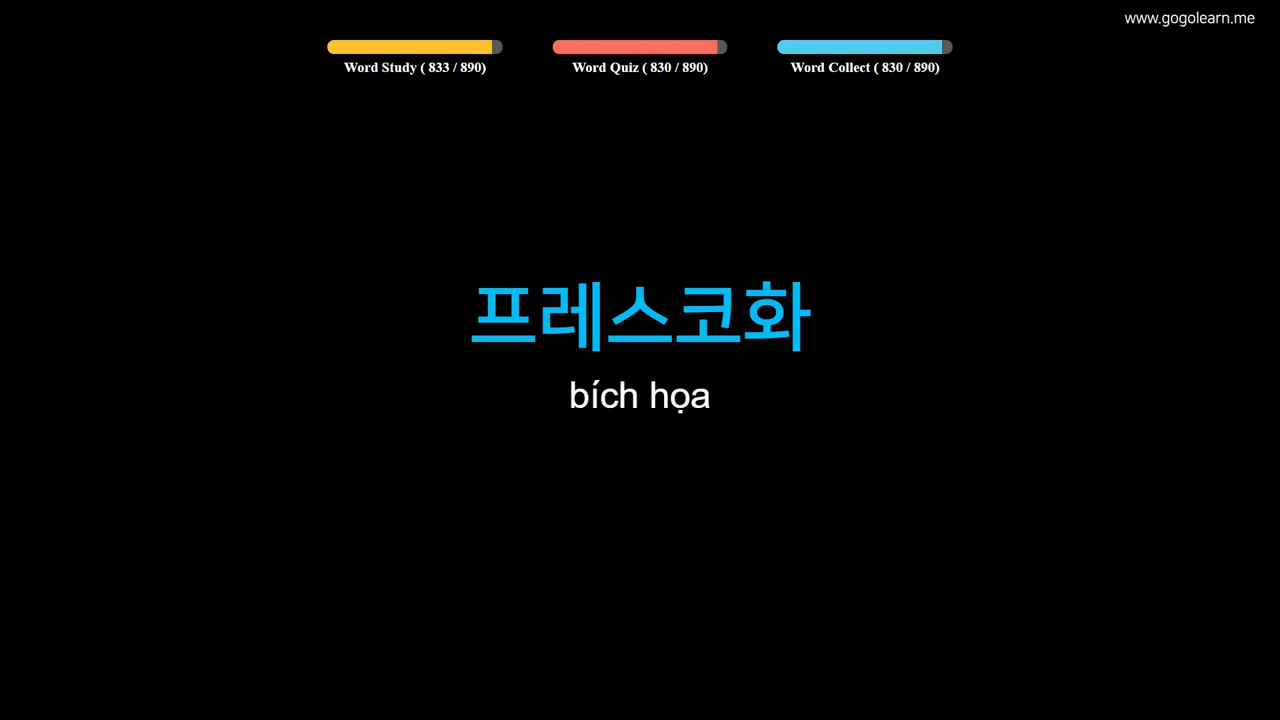 www.gogolearn.me
Word Study ( 833 / 890)
Word Quiz ( 830 / 890)
Word Collect ( 830 / 890)
프레스코화
bích họa